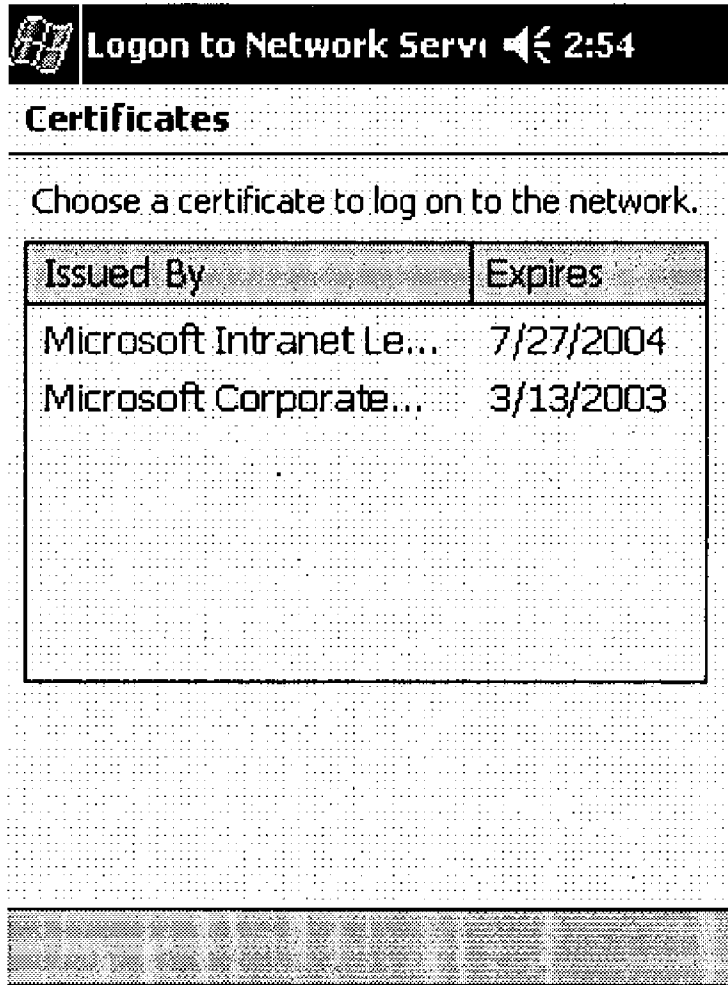 Logon to Network Serv 2:54
Certificates
Choose a certificate to log on to the network.
Issued By Expires
Microsoft Intranet Le... 7/27/2004
Microsoft Corporate... 3/13/2003